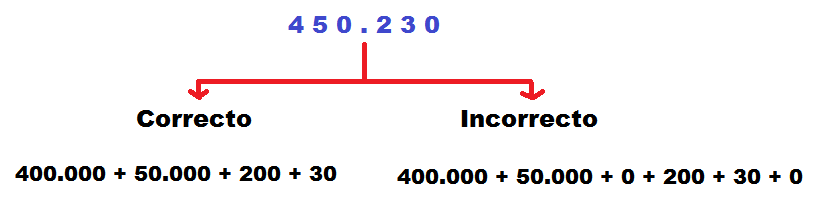 450.230
Correcto
Incorrecto
400.000 + 50.000 + 200 + 30
400.000 + 50.000 + 0 + 200 + 30 + 0